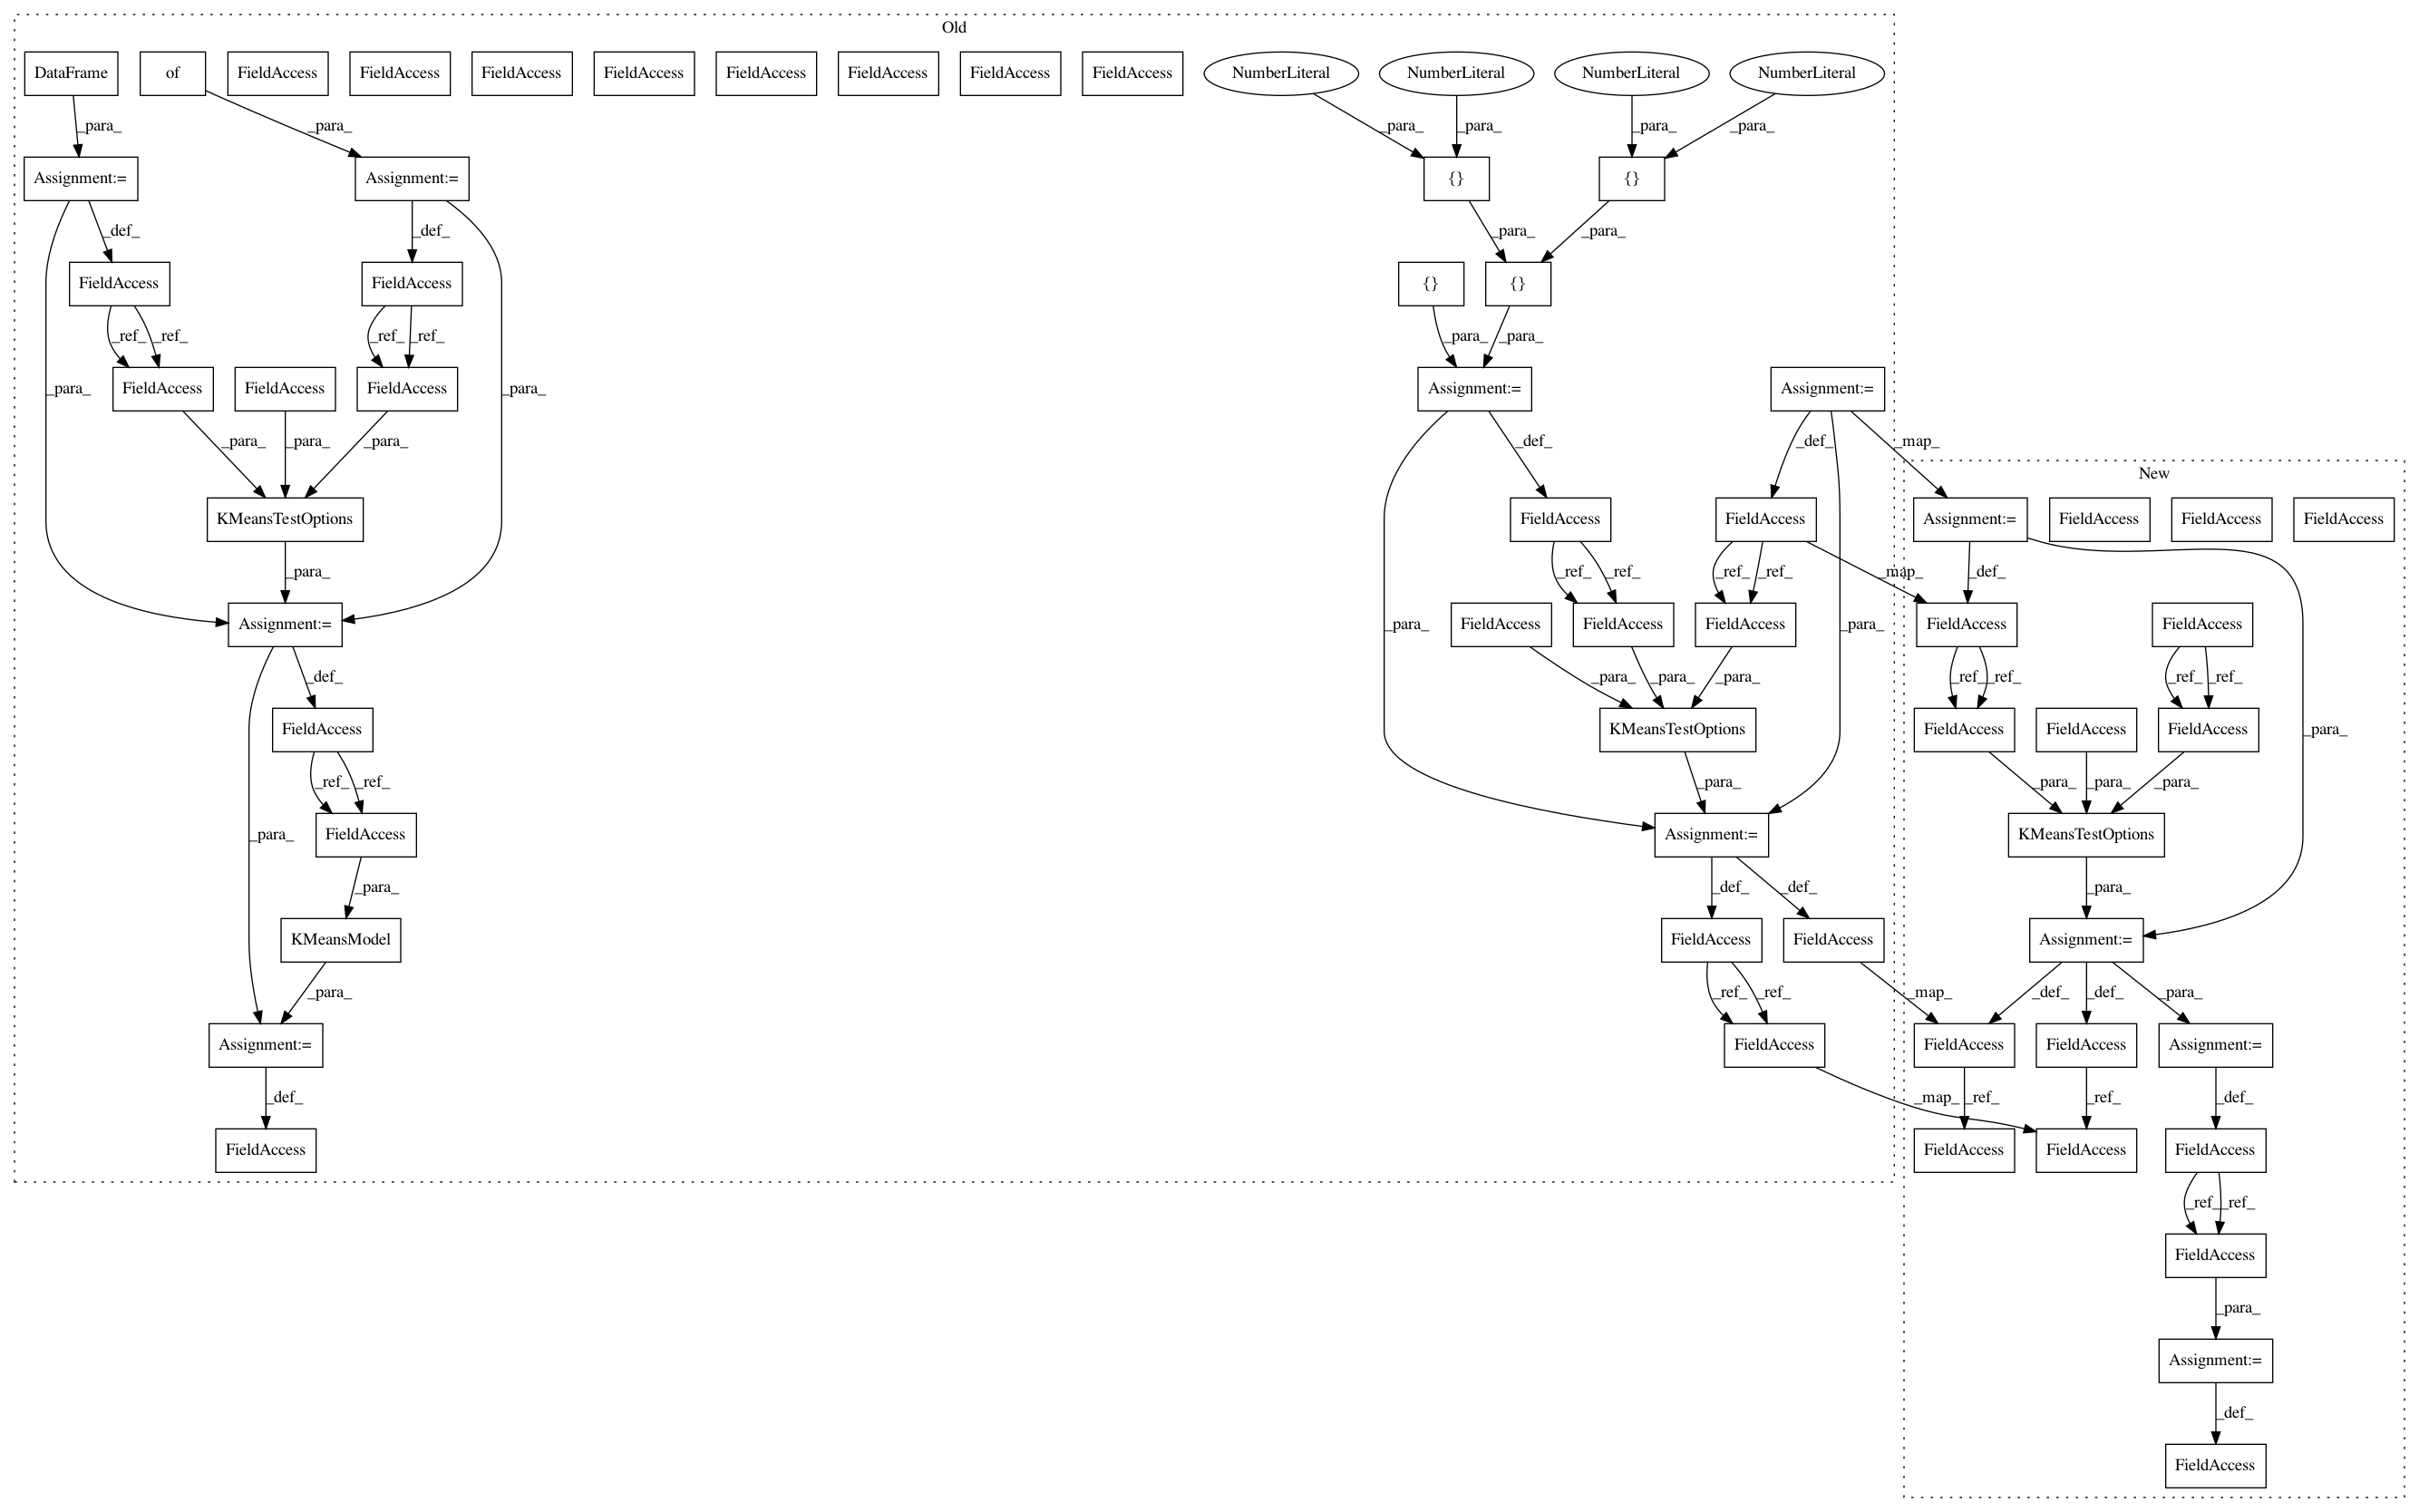 Old
DataFrame of FieldAccess FieldAccess FieldAccess FieldAccess FieldAccess FieldAccess FieldAccess FieldAccess NumberLiteral NumberLiteral NumberLiteral NumberLiteral
_para_ _para_ _para_ _para_ _para_ _para_
Assignment:= Assignment:= {} {}
_def_ _def_ _para_ _para_
FieldAccess FieldAccess {} {}
_ref_ _ref_ _ref_ _ref_ _para_ _para_
_para_ FieldAccess FieldAccess FieldAccess _para_ Assignment:= Assignment:=
_para_ _para_ _para_ _def_ _def_ _map_
New
KMeansTestOptions FieldAccess FieldAccess Assignment:= FieldAccess FieldAccess FieldAccess
_para_ _ref_ _ref_ _ref_ _ref_ _map_ _def_
Assignment:= _para_ FieldAccess FieldAccess FieldAccess _para_ FieldAccess FieldAccess
_def_ _para_ _para_ _para_ _ref_ _ref_ _ref_ _ref_
FieldAccess KMeansTestOptions FieldAccess FieldAccess FieldAccess _para_
_ref_ _ref_ _para_ _para_ _para_ _para_
_para_ FieldAccess Assignment:= KMeansTestOptions
_para_ _def_ _def_ _para_
KMeansModel FieldAccess FieldAccess Assignment:=
_para_ _ref_ _ref_ _map_ _def_ _def_ _para_
Assignment:= FieldAccess FieldAccess FieldAccess Assignment:=
_def_ _map_ _ref_ _ref_ _def_
FieldAccess FieldAccess FieldAccess FieldAccess
_ref_ _ref_
FieldAccess
_para_
Assignment:=
_def_
FieldAccess